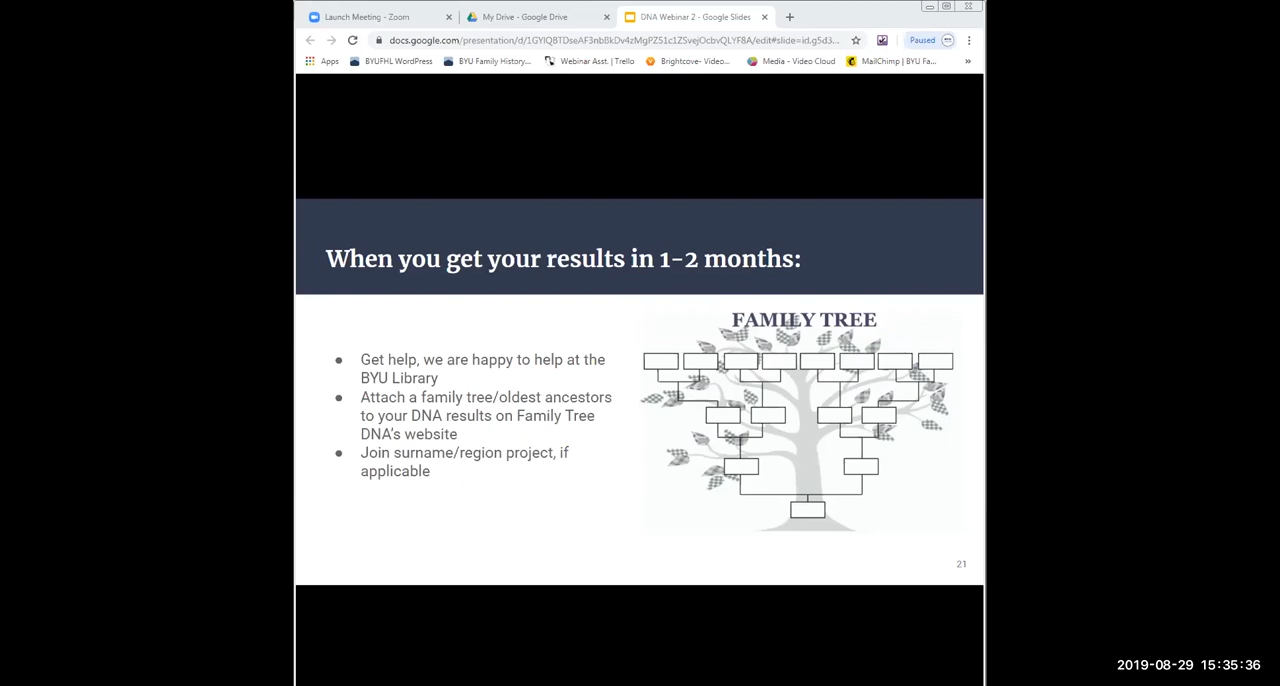 Launch Meeting - Zoom
My Drive - Google Drive
DNA Webinar 2 - Google Slides
Paused
Apps
BYUFHL WordPress
BYU Family History...
Webinar Asst. | Trello
Brightcove- Video...
Media - Video Cloud
MailChimp | BYU Fa...
»
When you get your results in 1-2 months:
● Get help, we are happy to help at the
BYU Library
● Attach a family tree/oldest ancestors
to your DNA results on Family Tree
DNA's website
● Join surname/region project, if
applicable
FAMILY TREE
21
2019-08-29 15:35:36